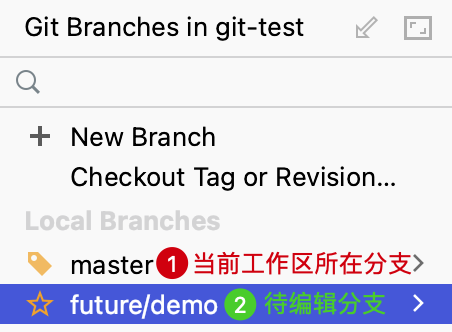 Git Branches in git-test
New Branch
Checkout Tag or Revision...
Local Branches
master 1 当前工作区所在分支
future/demo 2 待编辑分支